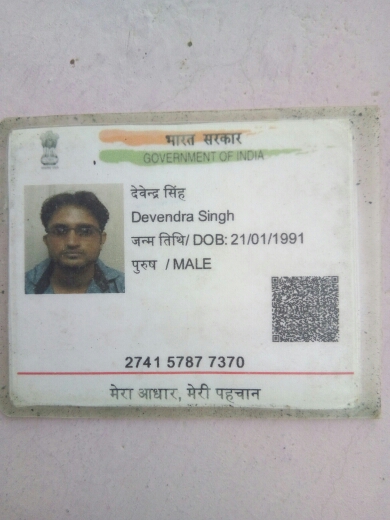 भारत सरकार
GOVERNMENT OF INDIA
देवेन्द्र सिंह
Devendra Singh
जन्म तिथि/ DOB: 21/01/1991
पुरुष / MALE
2741 5787 7370
मेरा आधार, मेरी पहचान